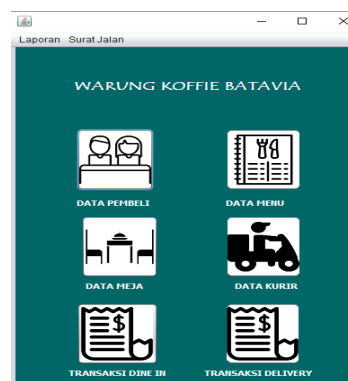 Laporan Surat Jalan
WARUNG KOFFIE BATAVIA
DATA PEMBELI DATA MENU
DATA MEJA DATA KURIR
$ $
TRANSAKSI DINE IN TRANSAKSI DELIVERY